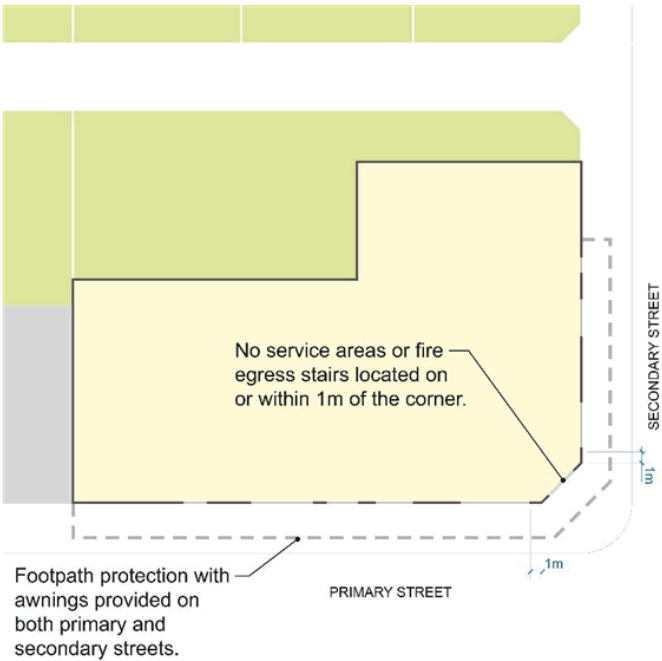 No service areas or fire
egress stairs located on
or within 1m of the corner.
SECONDARY STREET
1m
1m
PRIMARY STREET
Footpath protection with
awnings provided on
both primary and
secondary streets.